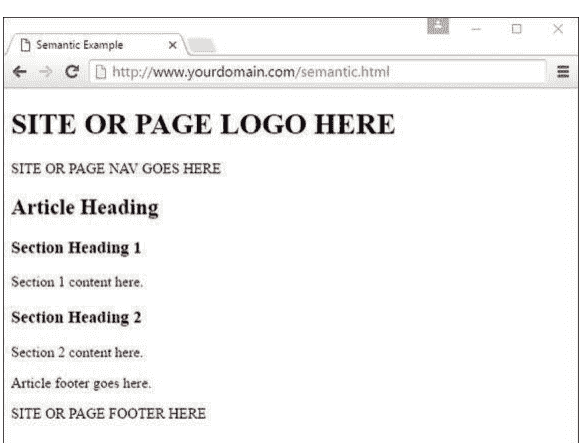 Semantic Example
http://www.yourdomain.com/semantic.html
SITE OR PAGE LOGO HERE
SITE OR PAGE NAV GOES HERE
Article Heading
Section Heading 1
Section 1 content here.
Section Heading 2
Section 2 content here.
Article footer goes here.
SITE OR PAGE FOOTER HERE